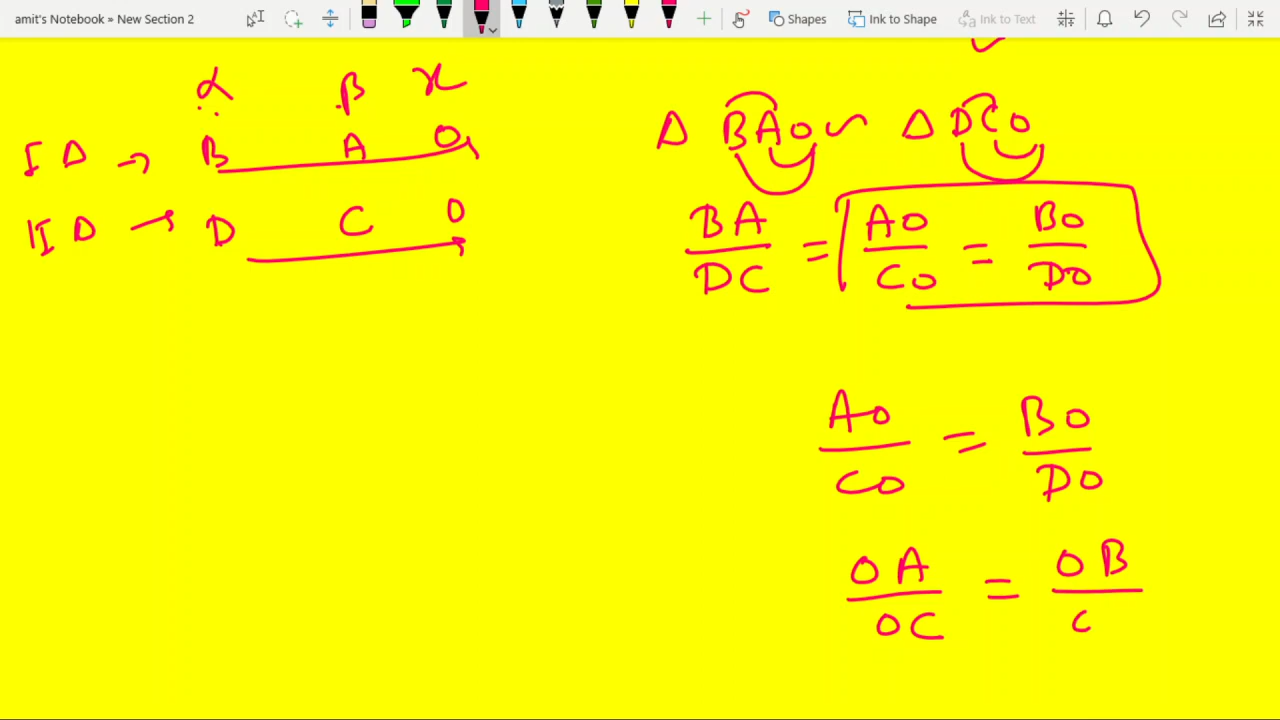 amit's Notebook » New Section 2
Shapes
Ink to Shape
Ink to Text
α β x
I Δ → B A O
II Δ → D C O
Δ BAO ~ Δ DCO
BA/DC = AO/CO = BO/DO
AO/CO = BO/DO
OA/OC = OB/